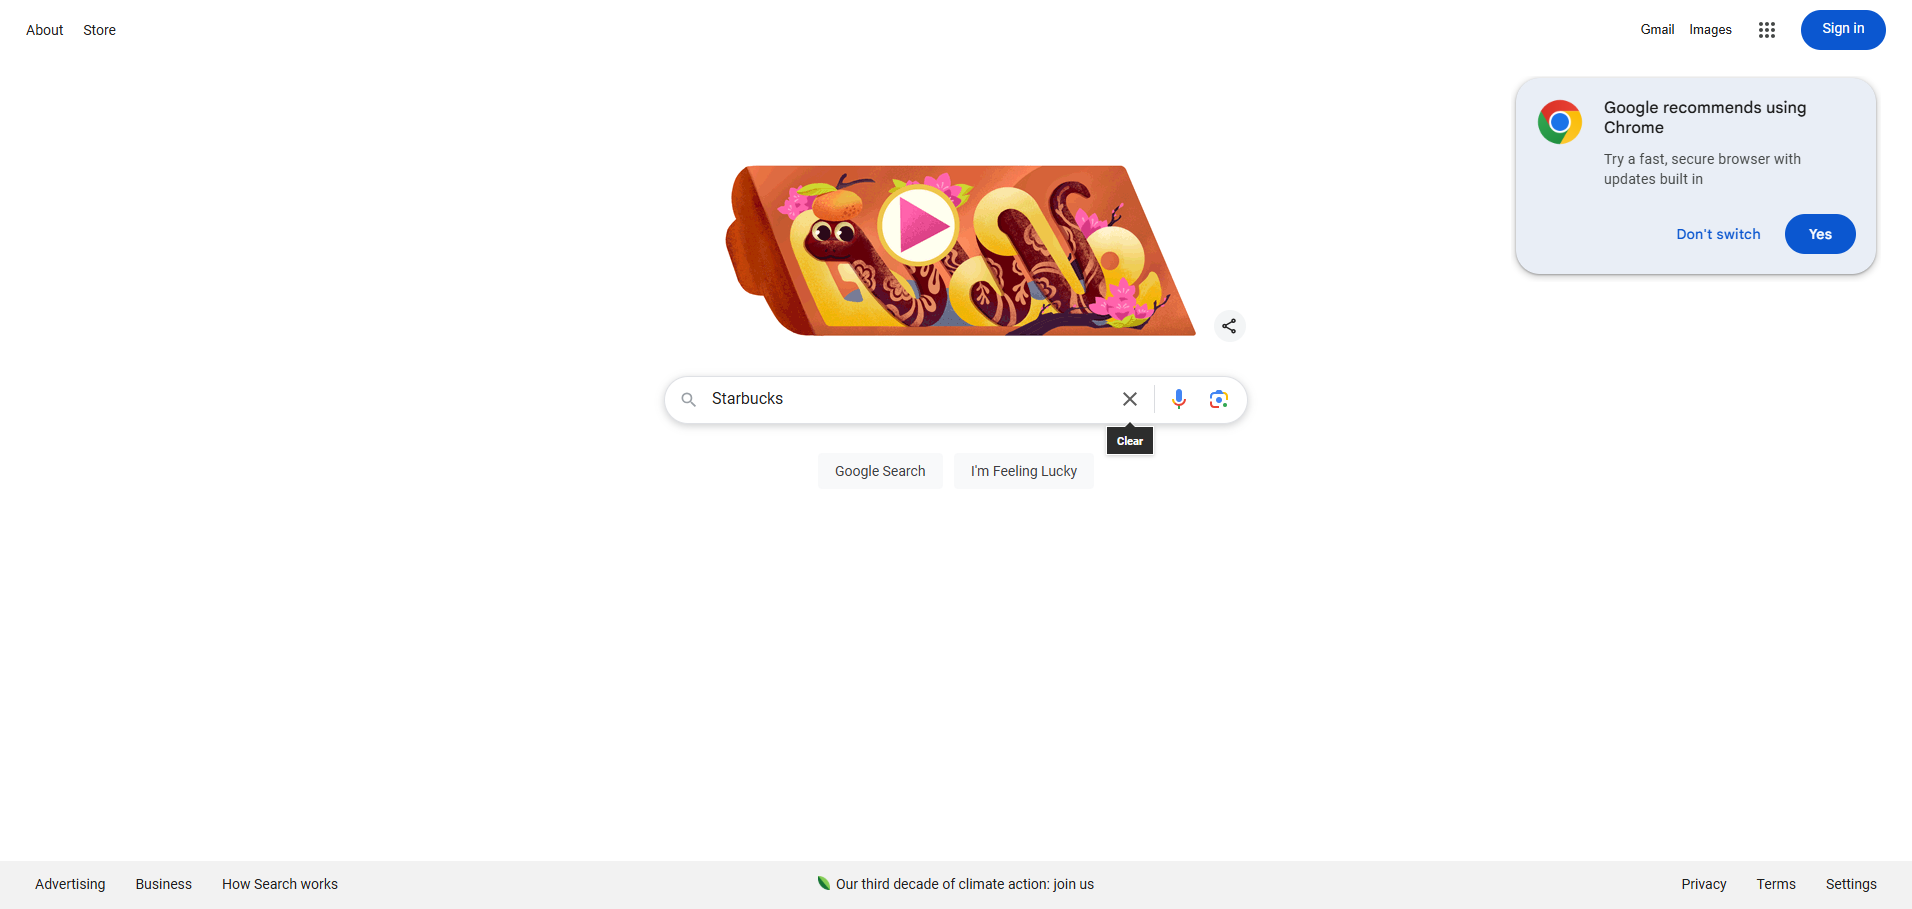 About
Store
Gmail
Images
Sign in
Google recommends using
Chrome
Try a fast, secure browser with
updates built in
Don't switch
Yes
Starbucks
Clear
Google Search
I'm Feeling Lucky
Advertising
Business
How Search works
Our third decade of climate action: join us
Privacy
Terms
Settings